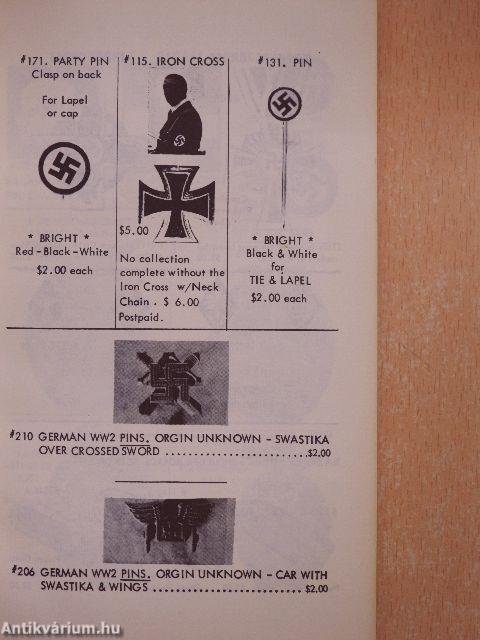 #171. PARTY PIN
Clasp on back
For Lapel
or cap
* BRIGHT *
Red-Black-White
$2.00 each
#115. IRON CROSS
$5.00
No collection
complete without the
Iron Cross w/Neck
Chain. $ 6.00
Postpaid.
#131. PIN
* BRIGHT *
Black & White
for
TIE & LAPEL
$2.00 each
#210 GERMAN WW2 PINS. ORGIN UNKNOWN - SWASTIKA
OVER CROSSED SWORD ........................$2.00
#206 GERMAN WW2 PINS. ORGIN UNKNOWN - CAR WITH
SWASTIKA & WINGS ..........................$2.00
Antikvárium.hu